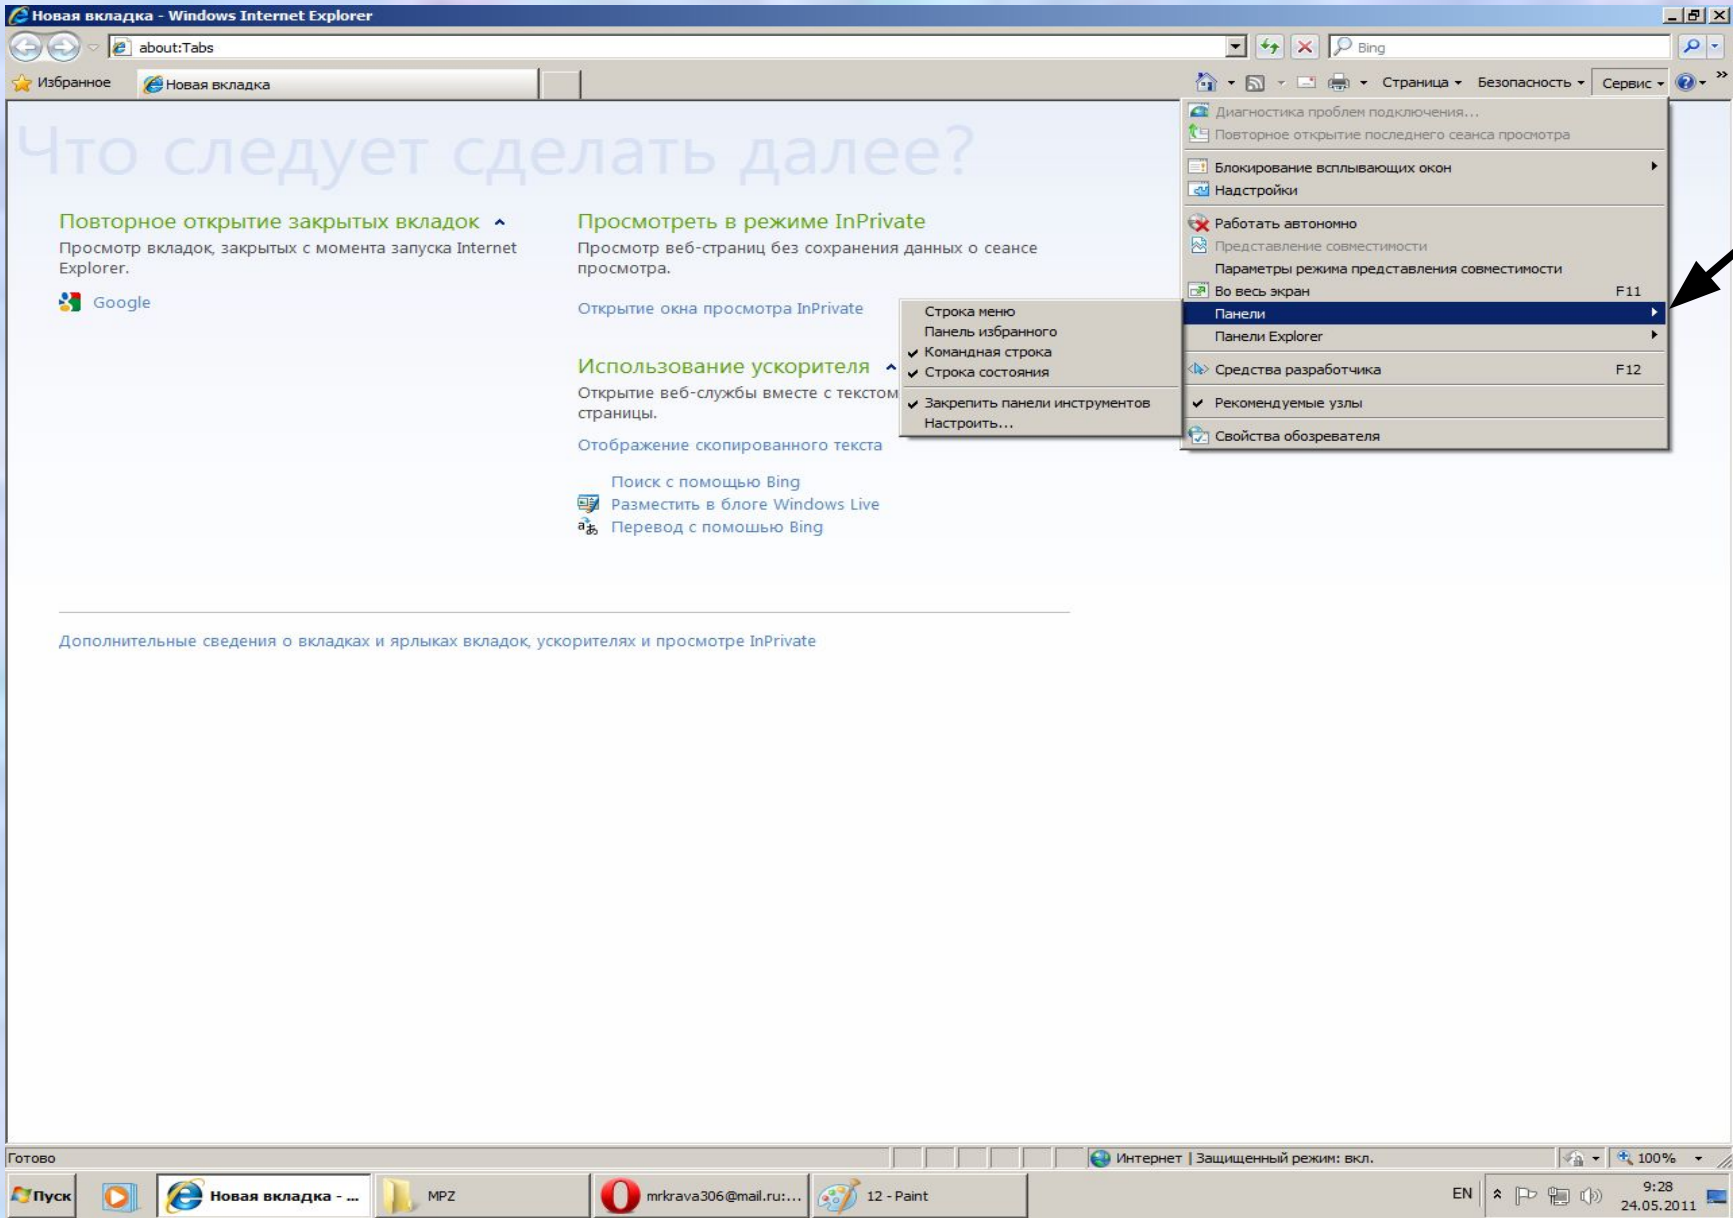 Новая вкладка - Windows Internet Explorer
about:Tabs
Bing
Избранное
Новая вкладка
Страница
Безопасность
Сервис
»
Что следует сделать далее?
Повторное открытие закрытых вкладок
Просмотр вкладок, закрытых с момента запуска Internet
Explorer.
Google
Просмотреть в режиме InPrivate
Просмотр веб-страниц без сохранения данных о сеансе
просмотра.
Открытие окна просмотра InPrivate
Использование ускорителя
Открытие веб-службы вместе с текстом
страницы.
Отображение скопированного текста
Поиск с помощью Bing
Разместить в блоге Windows Live
Перевод с помошью Bing
Дополнительные сведения о вкладках и ярлыках вкладок, ускорителях и просмотре InPrivate
Диагностика проблем подключения...
Повторное открытие последнего сеанса просмотра
Блокирование всплывающих окон
Надстройки
Работать автономно
Представление совместимости
Параметры режима представления совместимости
Во весь экран F11
Панели
Панели Explorer
Средства разработчика F12
Рекомендуемые узлы
Свойства обозревателя
Строка меню
Панель избранного
Командная строка
Строка состояния
Закрепить панели инструментов
Настроить...
Готово
Интернет | Защищенный режим: вкл.
100%
Пуск
Новая вкладка - ...
MPZ
mrkrava306@mail.ru:...
12 - Paint
EN
9:28
24.05.2011